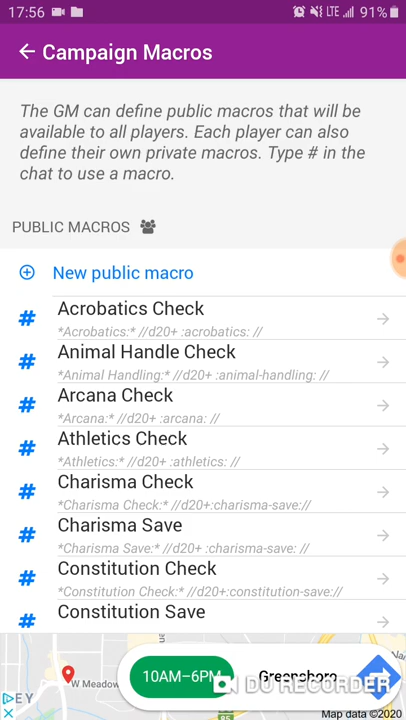 17:56 LTE 91%
Campaign Macros
The GM can define public macros that will be
available to all players. Each player can also
define their own private macros. Type # in the
chat to use a macro.
PUBLIC MACROS
New public macro
# Acrobatics Check
*Acrobatics:* //d20+ :acrobatics: //
# Animal Handle Check
*Animal Handling:* //d20+ :animal-handling: //
# Arcana Check
*Arcana:* //d20+ :arcana: //
# Athletics Check
*Athletics:* //d20+ :athletics: //
# Charisma Check
*Charisma Check:* //d20+:charisma-save://
# Charisma Save
*Charisma Save:* //d20+ :charisma-save: //
# Constitution Check
*Constitution Check:* //d20+:constitution-save://
# Constitution Save
EY
W Meadow
10AM–6PM
Greensboro
DU RECORDER
Map data ©2020